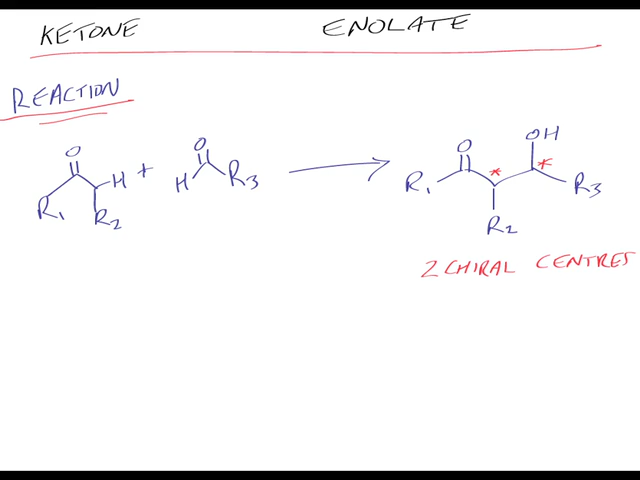 KETONE ENOLATE
REACTION
O O OH
H + H R3 R1 * * R3
R1 R2 R2
2 CHIRAL CENTRES